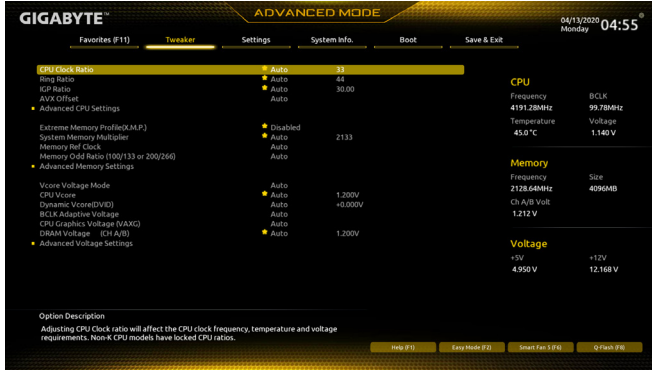 GIGABYTE™
ADVANCED MODE
04/13/2020 Monday 04:55
Favorites (F11) Tweaker Settings System Info. Boot Save & Exit
CPU Clock Ratio Auto 33
Ring Ratio Auto 44
IGP Ratio Auto 30.00
AVX Offset Auto
Advanced CPU Settings
Extreme Memory Profile(X.M.P.) Disabled
System Memory Multiplier Auto 2133
Memory Ref Clock Auto
Memory Odd Ratio (100/133 or 200/266) Auto
Advanced Memory Settings
Vcore Voltage Mode Auto
CPU Vcore Auto 1.200V
Dynamic Vcore(DVID) Auto +0.000V
BCLK Adaptive Voltage Auto
CPU Graphics Voltage (VAXG) Auto
DRAM Voltage (CH A/B) Auto 1.200V
Advanced Voltage Settings
CPU
Frequency BCLK
4191.28MHz 99.78MHz
Temperature Voltage
45.0 °C 1.140 V
Memory
Frequency Size
2128.64MHz 4096MB
Ch A/B Volt
1.212 V
Voltage
+5V +12V
4.950 V 12.168 V
Option Description
Adjusting CPU Clock ratio will affect the CPU clock frequency, temperature and voltage
requirements. Non-K CPU models have locked CPU ratios.
Help (F1) Easy Mode (F2) Smart Fan 5 (F6) Q-Flash (F8)